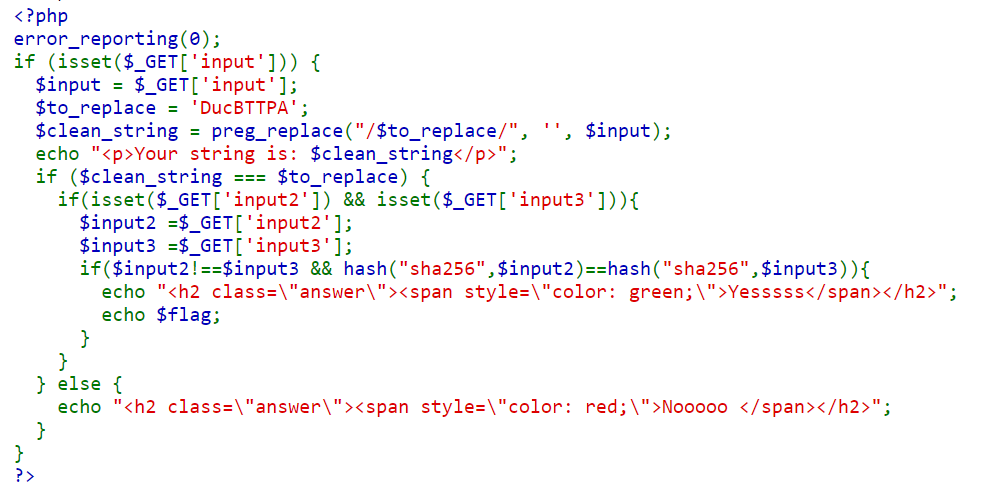 <?php
error_reporting(0);
if (isset($_GET['input'])) {
  $input = $_GET['input'];
  $to_replace = 'DucBTTPA';
  $clean_string = preg_replace("/$to_replace/", '', $input);
  echo "<p>Your string is: $clean_string</p>";
  if ($clean_string === $to_replace) {
    if(isset($_GET['input2']) && isset($_GET['input3'])){
      $input2 =$_GET['input2'];
      $input3 =$_GET['input3'];
      if($input2!==$input3 && hash("sha256",$input2)==hash("sha256",$input3)){
        echo "<h2 class=\"answer\"><span style=\"color: green;\">Yesssss</span></h2>";
        echo $flag;
      }
    }
  } else {
    echo "<h2 class=\"answer\"><span style=\"color: red;\">Nooooo </span></h2>";
  }
}
?>